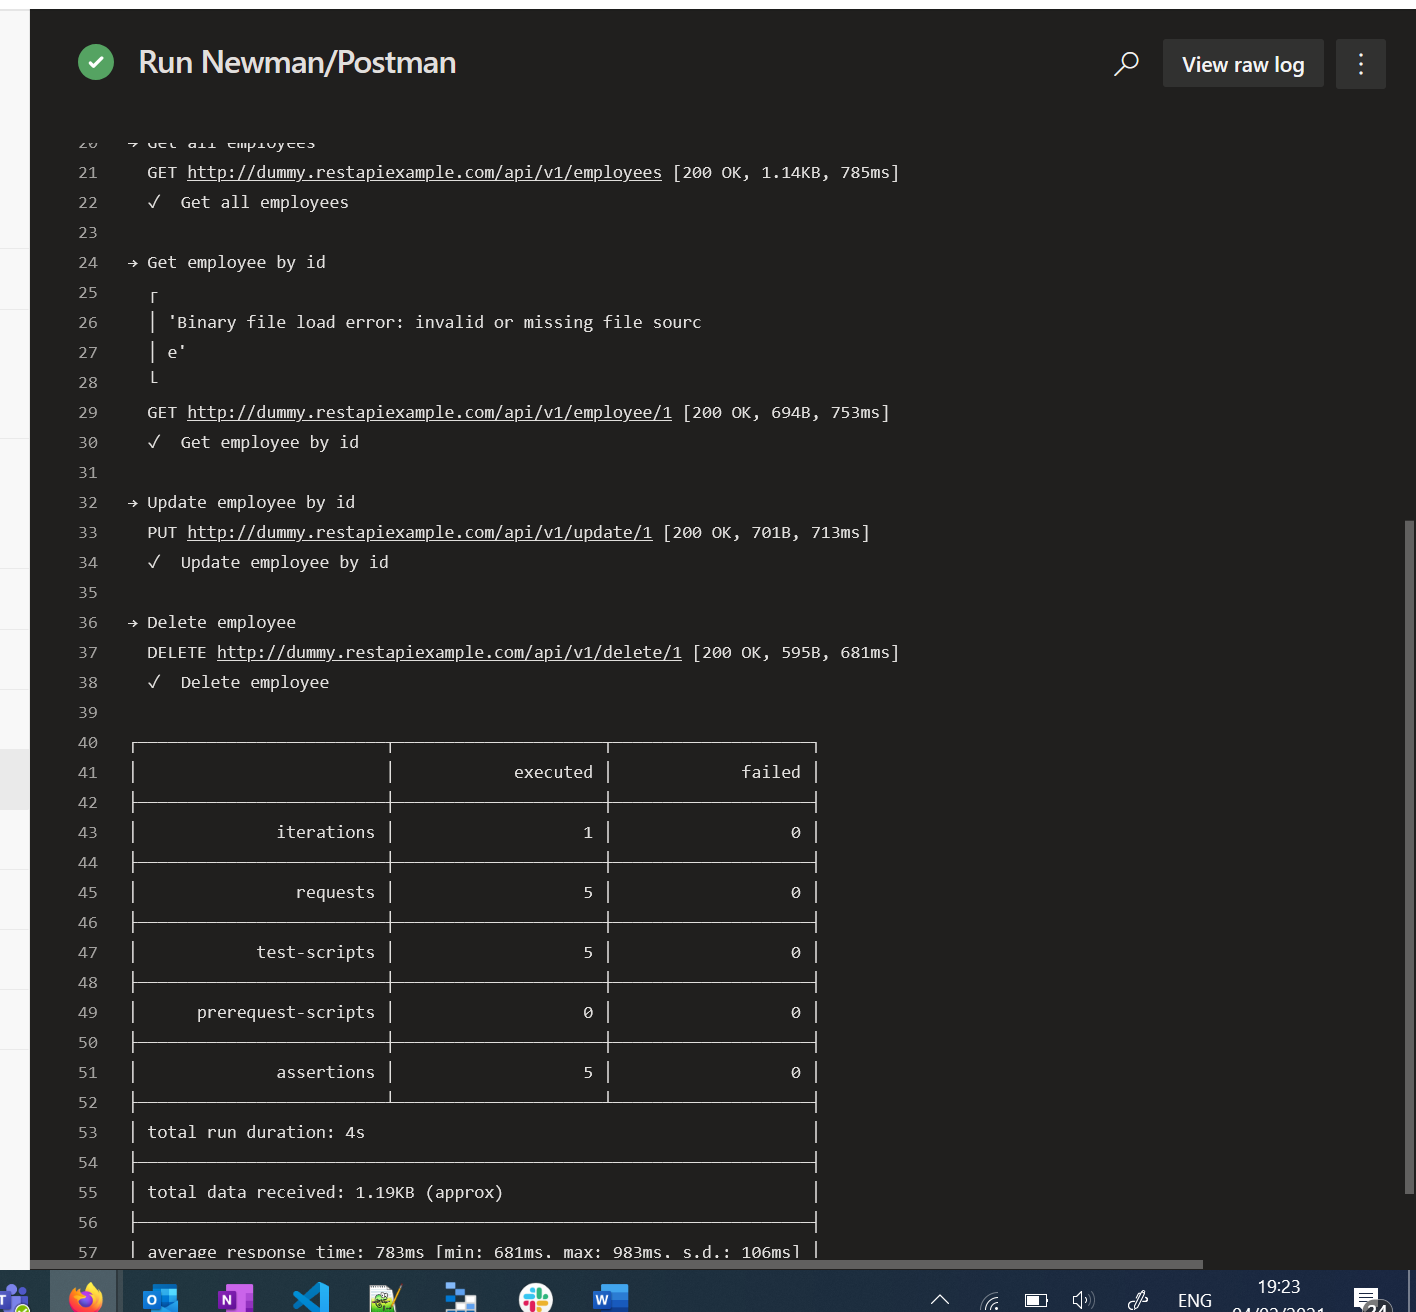 Run Newman/Postman
View raw log
20 → Get all employees
21 GET http://dummy.restapiexample.com/api/v1/employees [200 OK, 1.14KB, 785ms]
22 √ Get all employees
23
24 → Get employee by id
25 ┌
26 │ 'Binary file load error: invalid or missing file sourc
27 │ e'
28 └
29 GET http://dummy.restapiexample.com/api/v1/employee/1 [200 OK, 694B, 753ms]
30 √ Get employee by id
31
32 → Update employee by id
33 PUT http://dummy.restapiexample.com/api/v1/update/1 [200 OK, 701B, 713ms]
34 √ Update employee by id
35
36 → Delete employee
37 DELETE http://dummy.restapiexample.com/api/v1/delete/1 [200 OK, 595B, 681ms]
38 √ Delete employee
39
40
41 executed failed
42
43 iterations 1 0
44
45 requests 5 0
46
47 test-scripts 5 0
48
49 prerequest-scripts 0 0
50
51 assertions 5 0
52
53 total run duration: 4s
54
55 total data received: 1.19KB (approx)
56
57 average response time: 783ms [min: 681ms, max: 983ms, s.d.: 106ms]
ENG
19:23
24